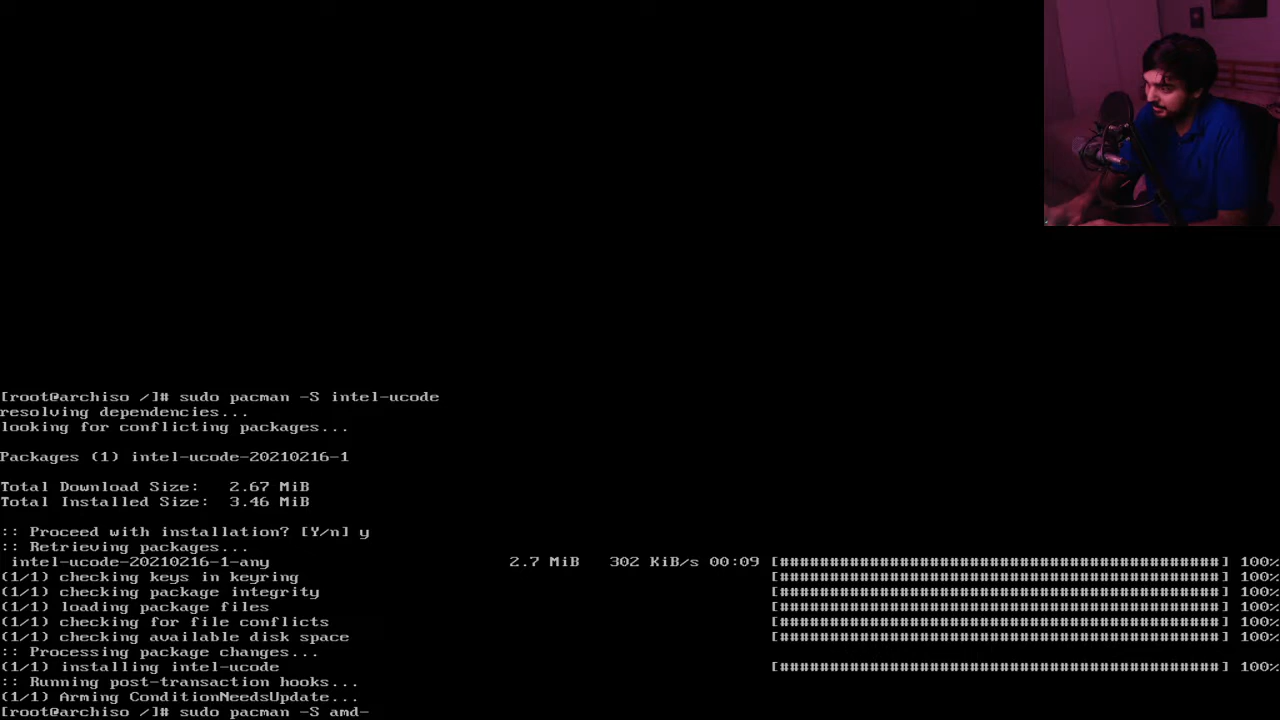 [root@archiso /]# sudo pacman -S intel-ucode
resolving dependencies...
looking for conflicting packages...
Packages (1) intel-ucode-20210216-1
Total Download Size:   2.67 MiB
Total Installed Size:  3.46 MiB
:: Proceed with installation? [Y/n] y
:: Retrieving packages...
 intel-ucode-20210216-1-any                        2.7 MiB   302 KiB/s 00:09 [############################################] 100%
(1/1) checking keys in keyring                                               [############################################] 100%
(1/1) checking package integrity                                             [############################################] 100%
(1/1) loading package files                                                  [############################################] 100%
(1/1) checking for file conflicts                                            [############################################] 100%
(1/1) checking available disk space                                          [############################################] 100%
:: Processing package changes...
(1/1) installing intel-ucode                                                 [############################################] 100%
:: Running post-transaction hooks...
(1/1) Arming ConditionNeedsUpdate...
[root@archiso /]# sudo pacman -S amd-